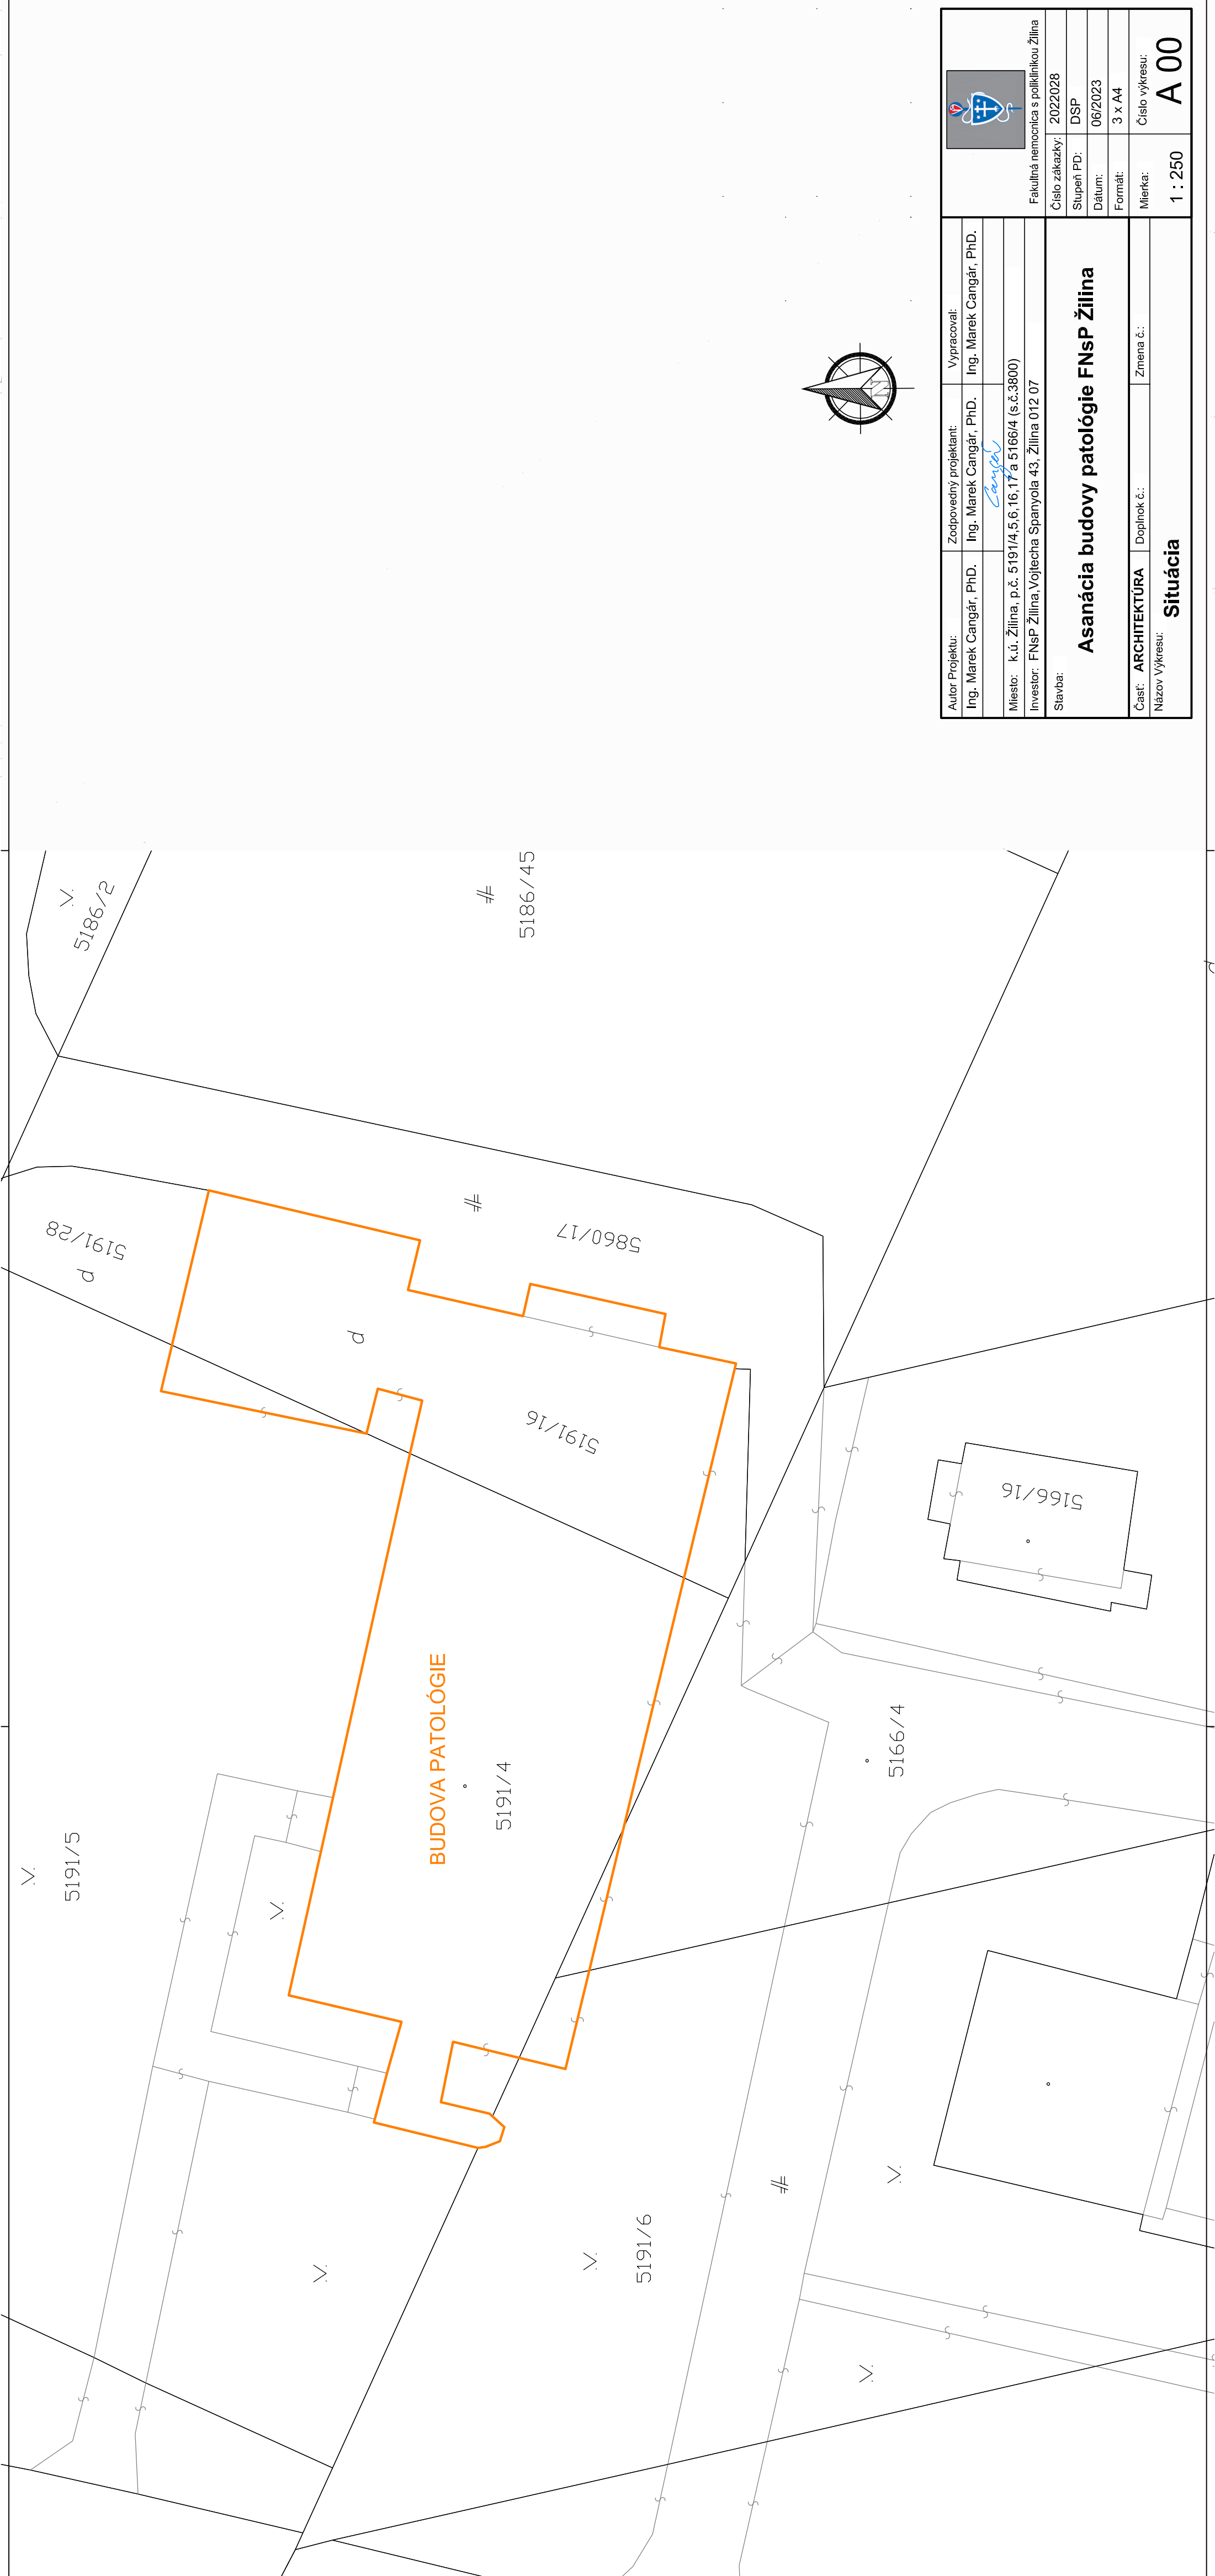 Autor Projektu:
Zodpovedný projektant:
Vypracoval:
Ing. Marek Cangár, PhD.
Ing. Marek Cangár, PhD.
Ing. Marek Cangár, PhD.
Cangár
Miesto: k.ú. Žilina, p.č. 5191/4,5,6,16,17 a 5166/4 (s.č.3800)
Investor: FNsP Žilina,Vojtecha Spanyola 43, Žilina 012 07
Stavba:
Asanácia budovy patológie FNsP Žilina
Časť: ARCHITEKTÚRA
Doplnok č.:
Zmena č.:
Názov Výkresu:
Situácia
Fakultná nemocnica s poliklinikou Žilina
Číslo zákazky: 2022028
Stupeň PD: DSP
Dátum: 06/2023
Formát: 3 x A4
Mierka:
1 : 250
Číslo výkresu:
A 00
N
5186/2
5186/45
5191/28
5860/17
5191/16
5166/16
BUDOVA PATOLÓGIE
5191/4
5191/5
5166/4
5191/6